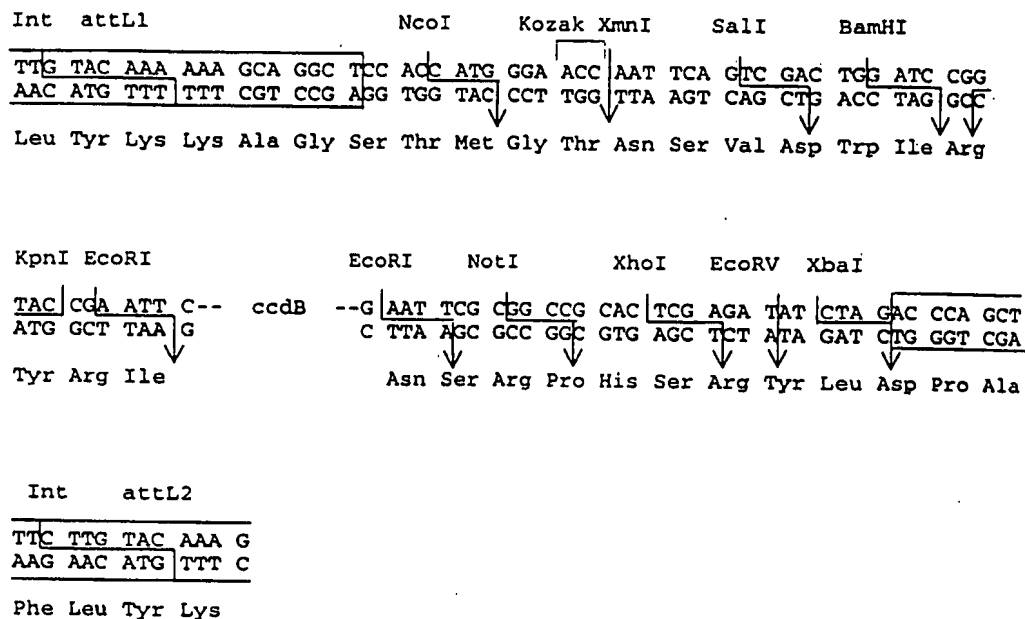 Int attL1 NcoI Kozak XmnI SalI BamHI
TTG TAC AAA AAA GCA GGC TCC ACC ATG GGA ACC AAT TCA GTC GAC TGG ATC CGG
AAC ATG TTT TTT CGT CCG AGG TGG TAC CCT TGG TTA AGT CAG CTG ACC TAG GCC
Leu Tyr Lys Lys Ala Gly Ser Thr Met Gly Thr Asn Ser Val Asp Trp Ile Arg
KpnI EcoRI EcoRI NotI XhoI EcoRV XbaI
TAC CGA ATT C-- ccdB --G AAT TCG CGG CCG CAC TCG AGA TAT CTA GAC CCA GCT
ATG GCT TAA G C TTA AGC GCC GGC GTG AGC TCT ATA GAT CTG GGT CGA
Tyr Arg Ile Asn Ser Arg Pro His Ser Arg Tyr Leu Asp Pro Ala
Int attL2
TTC TTG TAC AAA G
AAG AAC ATG TTT C
Phe Leu Tyr Lys